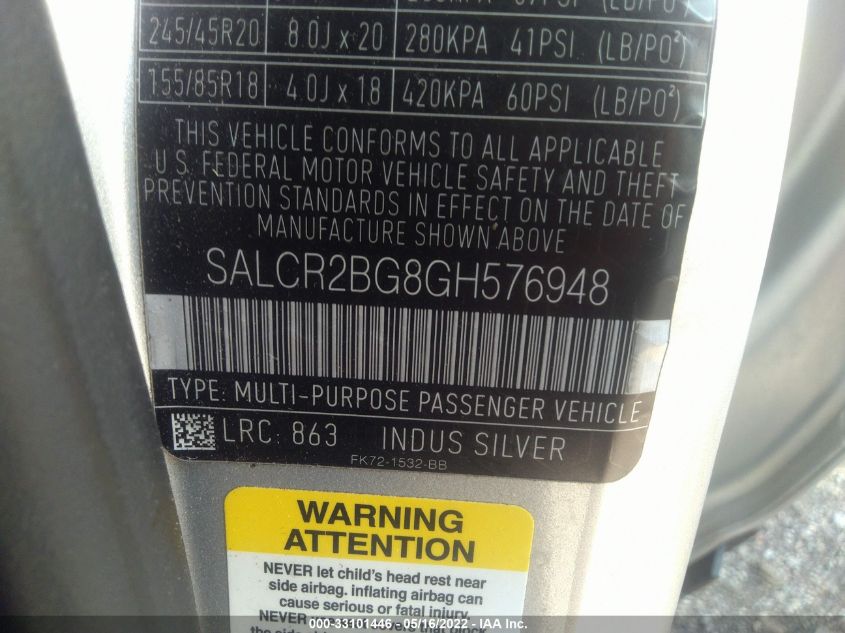 245/45R20 8.0J x 20 280KPA 41PSI (LB/PO²)
155/85R18 4.0J x 18 420KPA 60PSI (LB/PO²)
THIS VEHICLE CONFORMS TO ALL APPLICABLE
U.S. FEDERAL MOTOR VEHICLE SAFETY AND THEFT
PREVENTION STANDARDS IN EFFECT ON THE DATE OF
MANUFACTURE SHOWN ABOVE
SALCR2BG8GH576948
TYPE: MULTI-PURPOSE PASSENGER VEHICLE
LRC: 863 INDUS SILVER
FK72-1532-BB
WARNING
ATTENTION
NEVER let child's head rest near
side airbag. inflating airbag can
cause serious or fatal injury.
NEVER
000-33101446 - 05/16/2022 - IAA Inc.